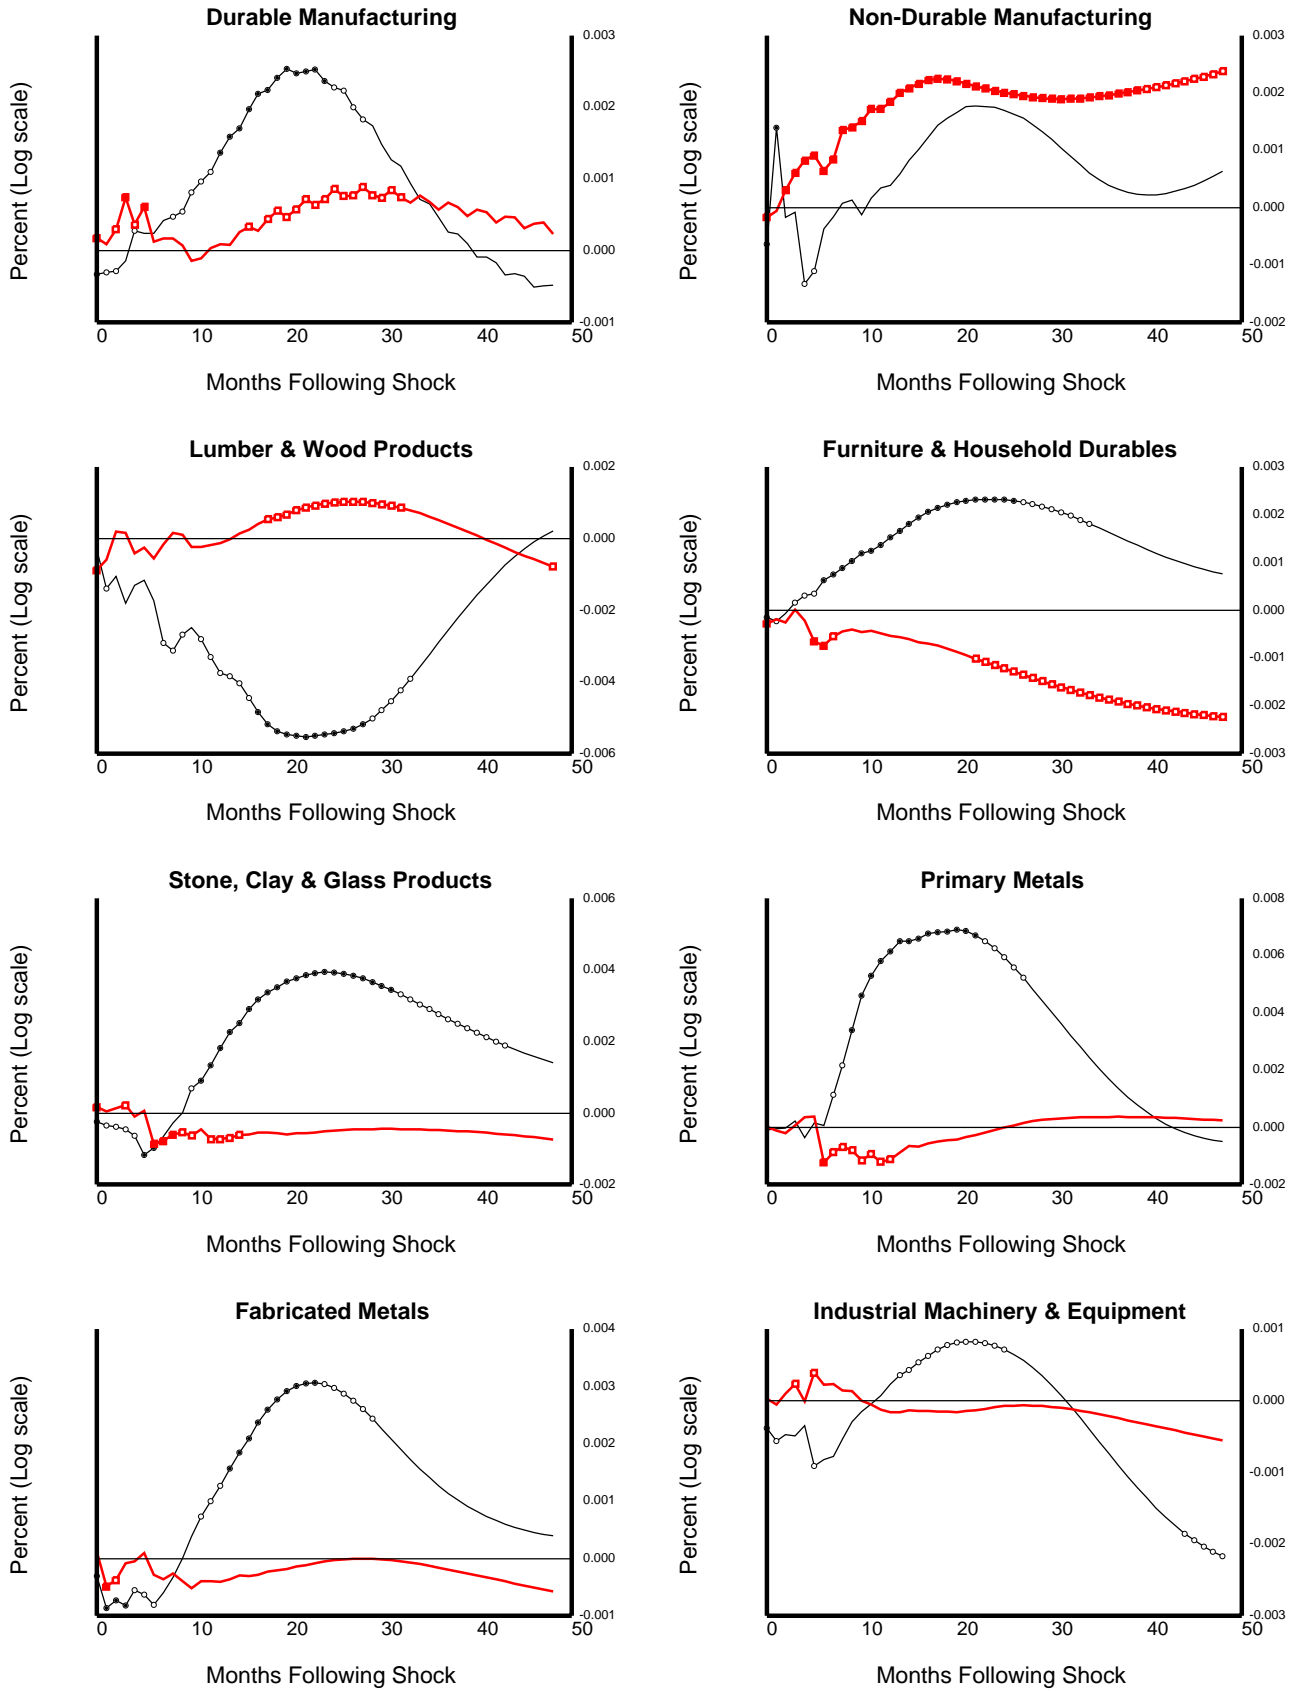 Durable Manufacturing
Percent (Log scale)
0.003
0.002
0.001
0.000
-0.001
0 10 20 30 40 50
Months Following Shock
Non-Durable Manufacturing
Percent (Log scale)
0.003
0.002
0.001
0.000
-0.001
-0.002
0 10 20 30 40 50
Months Following Shock
Lumber & Wood Products
Percent (Log scale)
0.002
0.000
-0.002
-0.004
-0.006
0 10 20 30 40 50
Months Following Shock
Furniture & Household Durables
Percent (Log scale)
0.003
0.002
0.001
0.000
-0.001
-0.002
-0.003
0 10 20 30 40 50
Months Following Shock
Stone, Clay & Glass Products
Percent (Log scale)
0.006
0.004
0.002
0.000
-0.002
0 10 20 30 40 50
Months Following Shock
Primary Metals
Percent (Log scale)
0.008
0.006
0.004
0.002
0.000
-0.002
0 10 20 30 40 50
Months Following Shock
Fabricated Metals
Percent (Log scale)
0.004
0.003
0.002
0.001
0.000
-0.001
0 10 20 30 40 50
Months Following Shock
Industrial Machinery & Equipment
Percent (Log scale)
0.001
0.000
-0.001
-0.002
-0.003
0 10 20 30 40 50
Months Following Shock